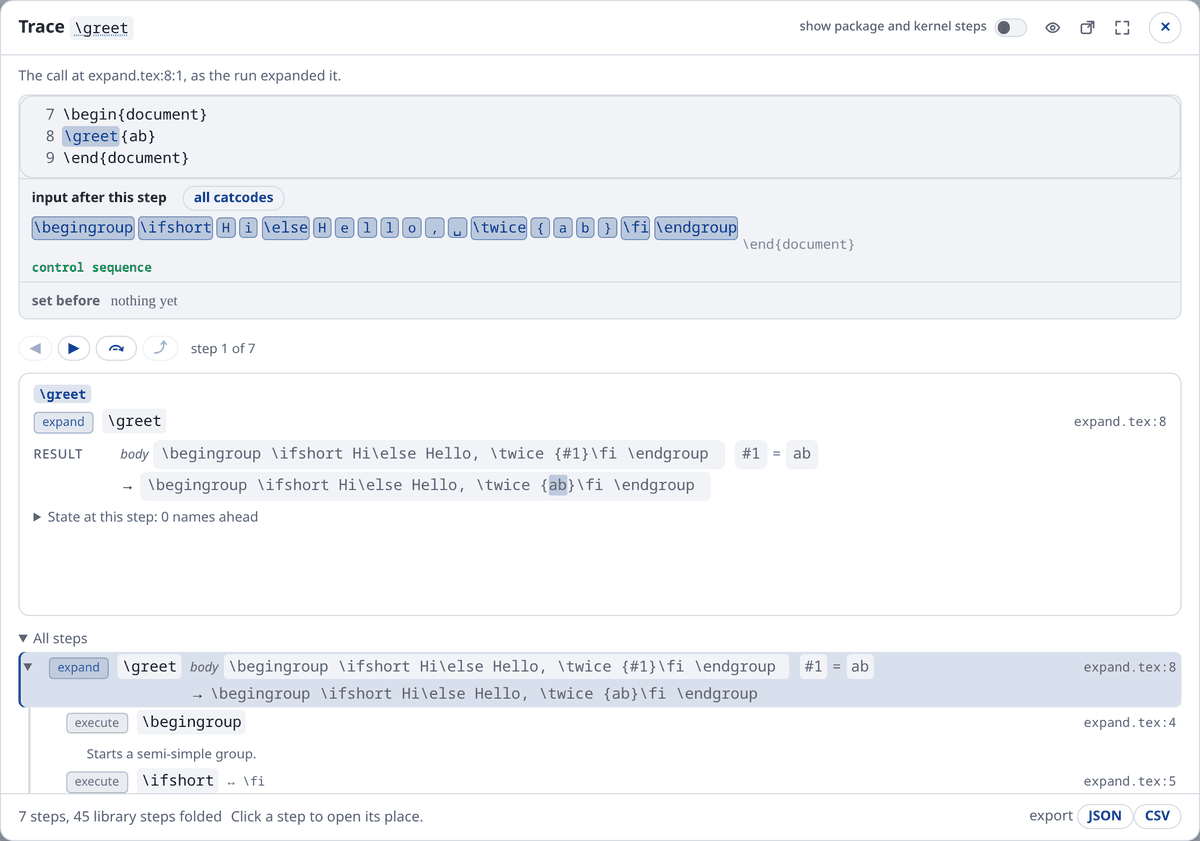 Trace \greet show package and kernel steps
The call at expand.tex:8:1, as the run expanded it.
7 \begin{document}
8 \greet{ab}
9 \end{document}
input after this step all catcodes
\begingroup \ifshort H i \else H e l l o , ␣ \twice { a b } \fi \endgroup \end{document}
control sequence
set before nothing yet
step 1 of 7
\greet
expand \greet expand.tex:8
RESULT body \begingroup \ifshort Hi\else Hello, \twice {#1}\fi \endgroup #1 = ab
→ \begingroup \ifshort Hi\else Hello, \twice {ab}\fi \endgroup
▶ State at this step: 0 names ahead
▼ All steps
▼ expand \greet body \begingroup \ifshort Hi\else Hello, \twice {#1}\fi \endgroup #1 = ab expand.tex:8
→ \begingroup \ifshort Hi\else Hello, \twice {ab}\fi \endgroup
execute \begingroup expand.tex:4
Starts a semi-simple group.
execute \ifshort ↔ \fi expand.tex:5
7 steps, 45 library steps folded Click a step to open its place. export JSON CSV